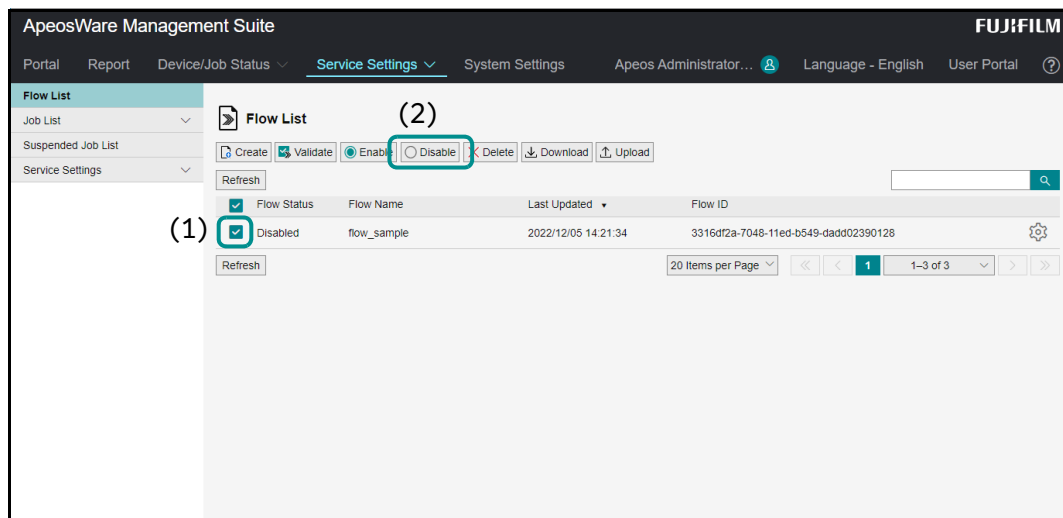 ApeosWare Management Suite
FUJIFILM
Portal Report Device/Job Status Service Settings System Settings Apeos Administrator… Language - English User Portal ?
Flow List
Job List
Suspended Job List
Service Settings
Flow List
(2)
Create Validate Enable Disable Delete Download Upload
Refresh
Flow Status Flow Name Last Updated Flow ID
(1)
Disabled flow_sample 2022/12/05 14:21:34 3316df2a-7048-11ed-b549-dadd02390128
Refresh 20 Items per Page 1 1–3 of 3